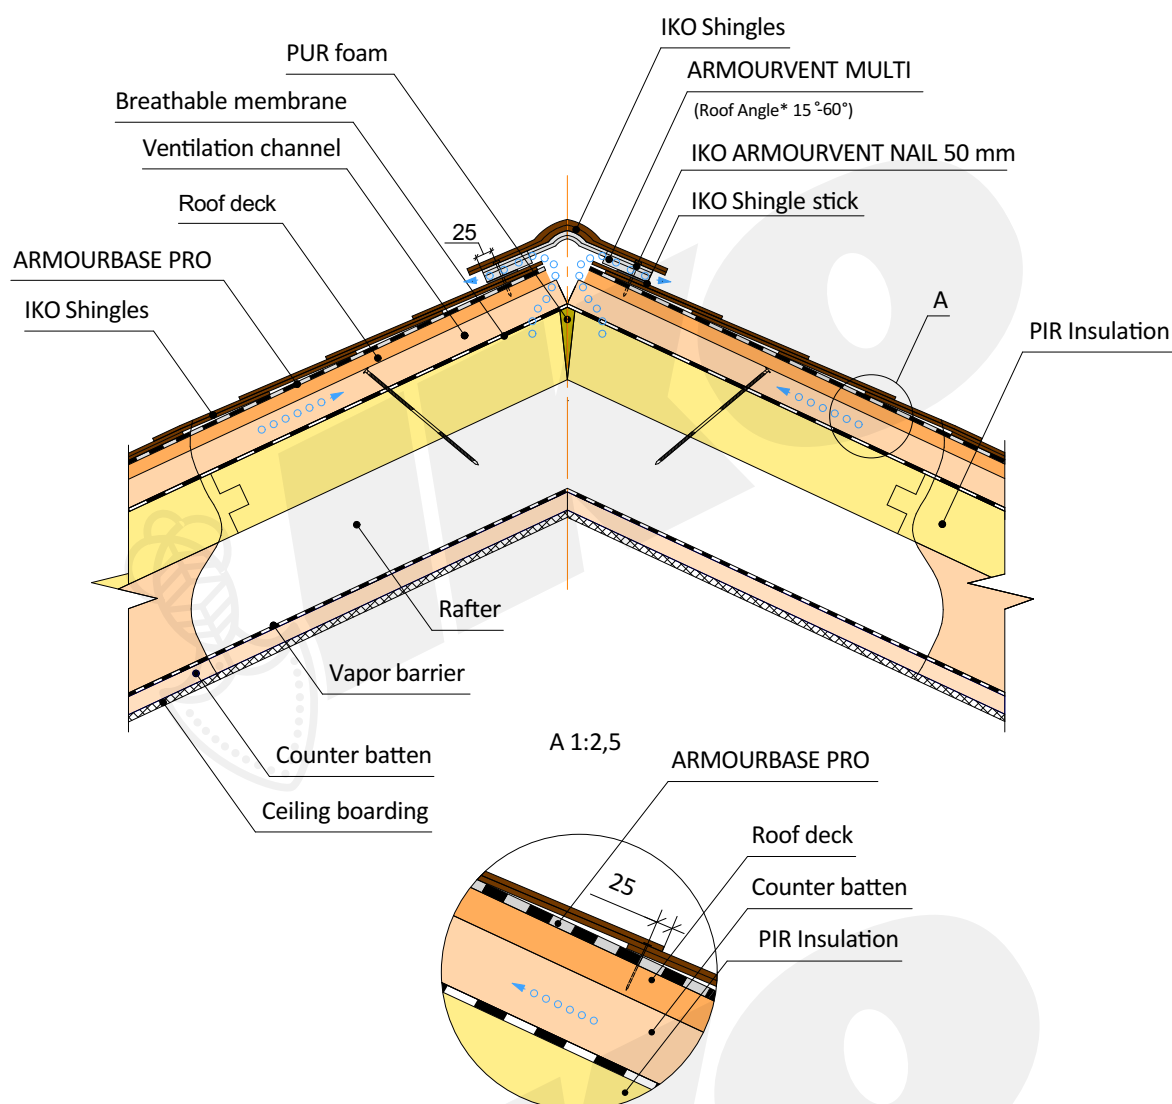 IKO Shingles
PUR foam
ARMOURVENT MULTI
(Roof Angle* 15°-60°)
Breathable membrane
Ventilation channel
IKO ARMOURVENT NAIL 50 mm
Roof deck
IKO Shingle stick
25
ARMOURBASE PRO
IKO Shingles
A
PIR Insulation
Rafter
Vapor barrier
Counter batten
Ceiling boarding
A 1:2,5
ARMOURBASE PRO
Roof deck
25
Counter batten
PIR Insulation
IKO